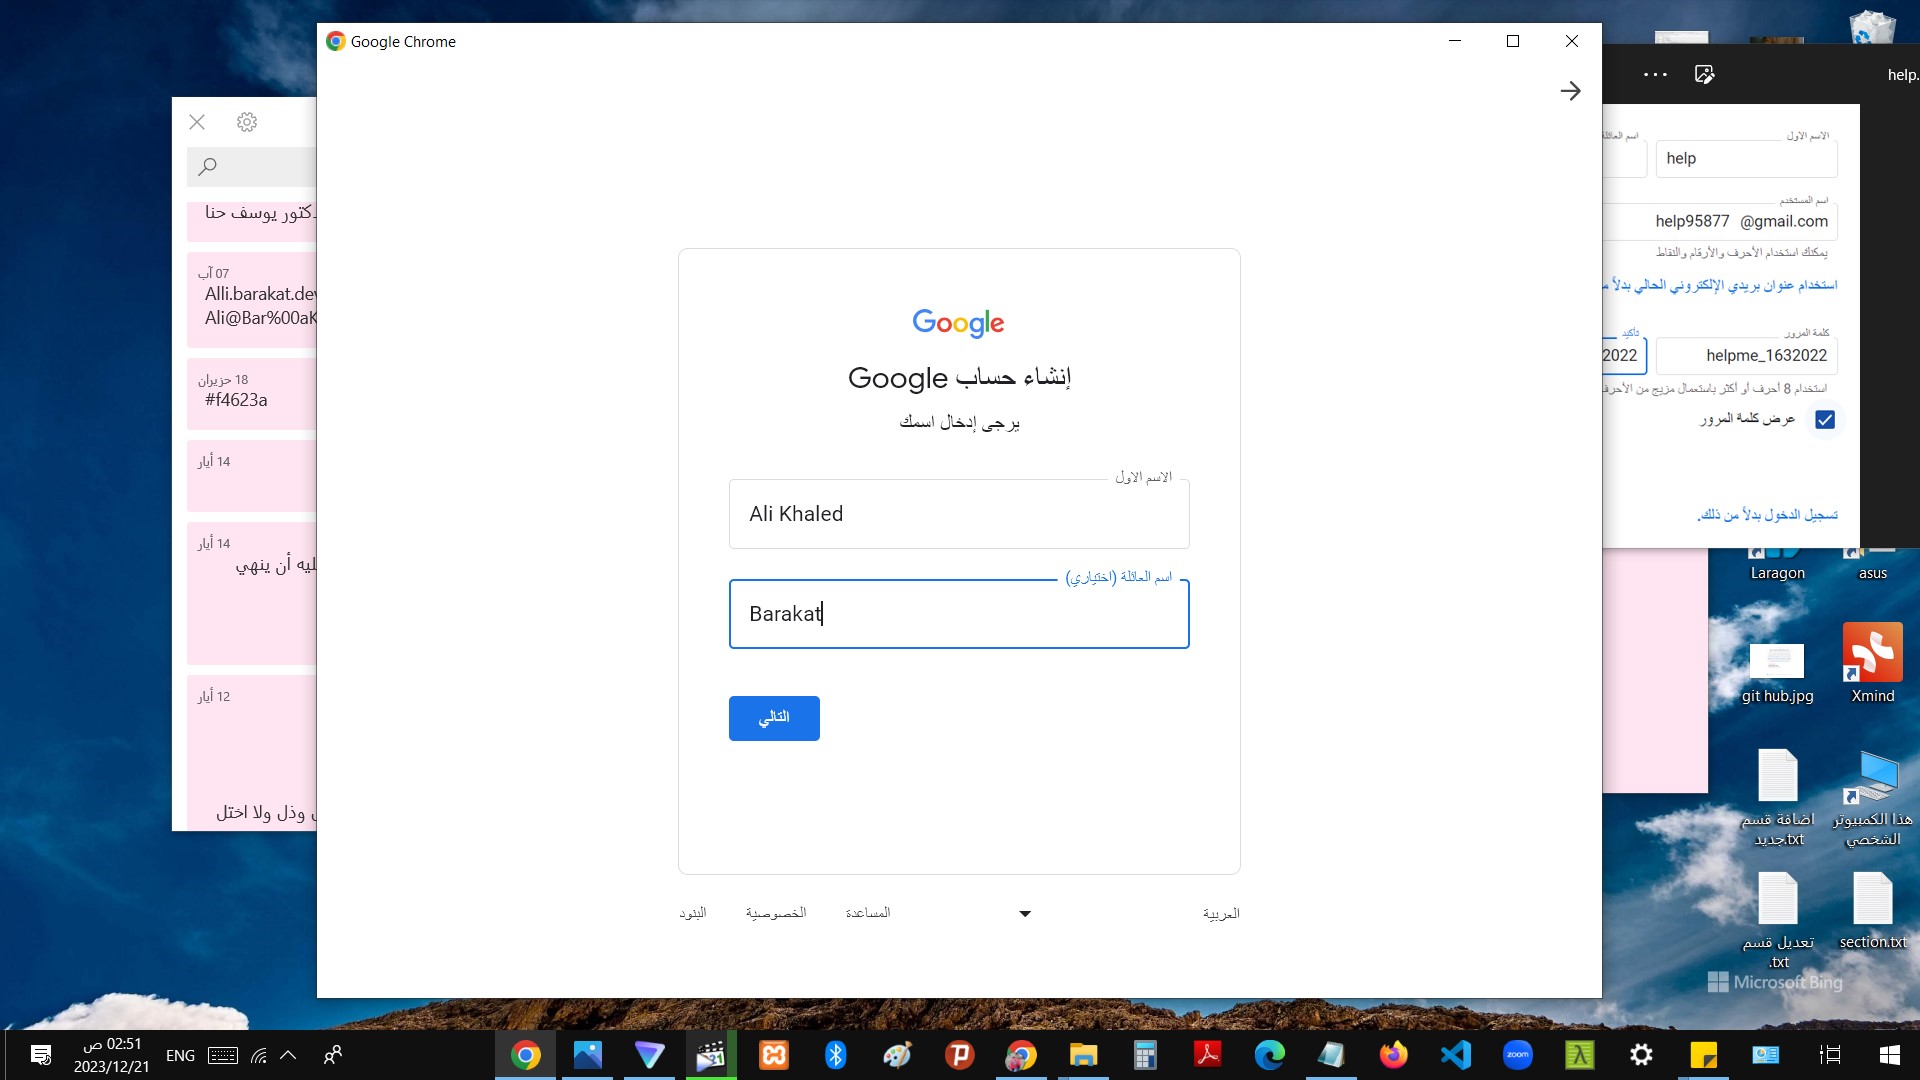 Google Chrome
Google
إنشاء حساب Google
يرجى إدخال اسمك
الاسم الأول
Ali Khaled
اسم العائلة (اختياري)
Barakat
التالي
العربية
المساعدة
الخصوصية
البنود
يوسف حنا
07 آب
Alli.barakat.dev
Ali@Bar%00aK
18 حزيران
#f4623a
14 أيار
14 أيار
أن ينهي
12 أيار
وذل ولا اختل
help.
الاسم الأول
اسم العائلة
help
اسم المستخدم
help95877 @gmail.com
يمكنك استخدام الأحرف والأرقام والنقاط
استخدام عنوان بريدي الإلكتروني الحالي بدلاً
كلمة المرور
تأكيد
helpme_1632022
2022
استخدام 8 أحرف أو أكثر باستعمال مزيج من الأحرف
عرض كلمة المرور
تسجيل الدخول بدلاً من ذلك.
Laragon
asus
git hub.jpg
Xmind
اضافة قسم
جديد.txt
هذا الكمبيوتر
الشخصي
تعديل قسم
.txt
section.txt
Microsoft Bing
02:51 ص
2023/12/21
ENG
31
zoom